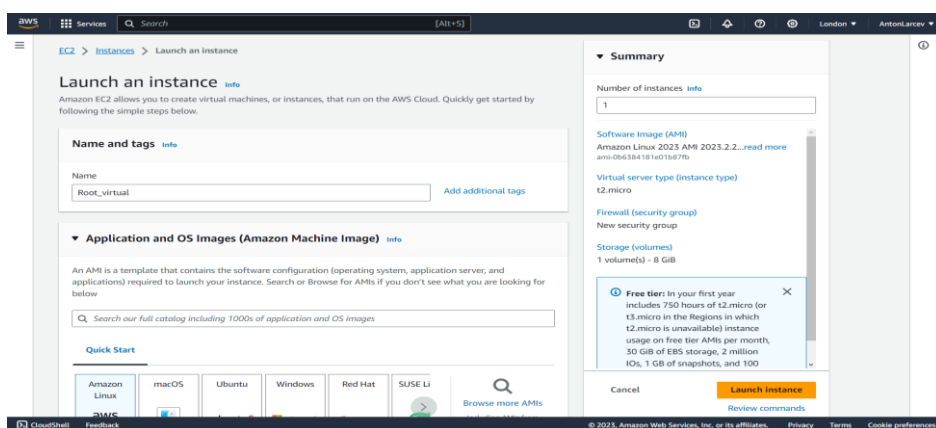 aws
Services
Search
[Alt+S]
London
AntonLarcev
EC2 > Instances > Launch an instance
Launch an instance Info
Amazon EC2 allows you to create virtual machines, or instances, that run on the AWS Cloud. Quickly get started by
following the simple steps below.
Name and tags Info
Name
Root_virtual
Add additional tags
Application and OS Images (Amazon Machine Image) Info
An AMI is a template that contains the software configuration (operating system, application server, and
applications) required to launch your instance. Search or Browse for AMIs if you don't see what you are looking for
below
Search our full catalog including 1000s of application and OS images
Quick Start
Amazon
Linux
aws
macOS
Ubuntu
Windows
Red Hat
SUSE Li
Browse more AMIs
Summary
Number of instances Info
1
Software Image (AMI)
Amazon Linux 2023 AMI 2023.2.2...read more
ami-0b6384181e01b87fb
Virtual server type (instance type)
t2.micro
Firewall (security group)
New security group
Storage (volumes)
1 volume(s) - 8 GiB
Free tier: In your first year
includes 750 hours of t2.micro (or
t3.micro in the Regions in which
t2.micro is unavailable) instance
usage on free tier AMIs per month,
30 GiB of EBS storage, 2 million
IOs, 1 GB of snapshots, and 100
Cancel
Launch instance
Review commands
CloudShell
Feedback
© 2023, Amazon Web Services, Inc. or its affiliates.
Privacy
Terms
Cookie preferences